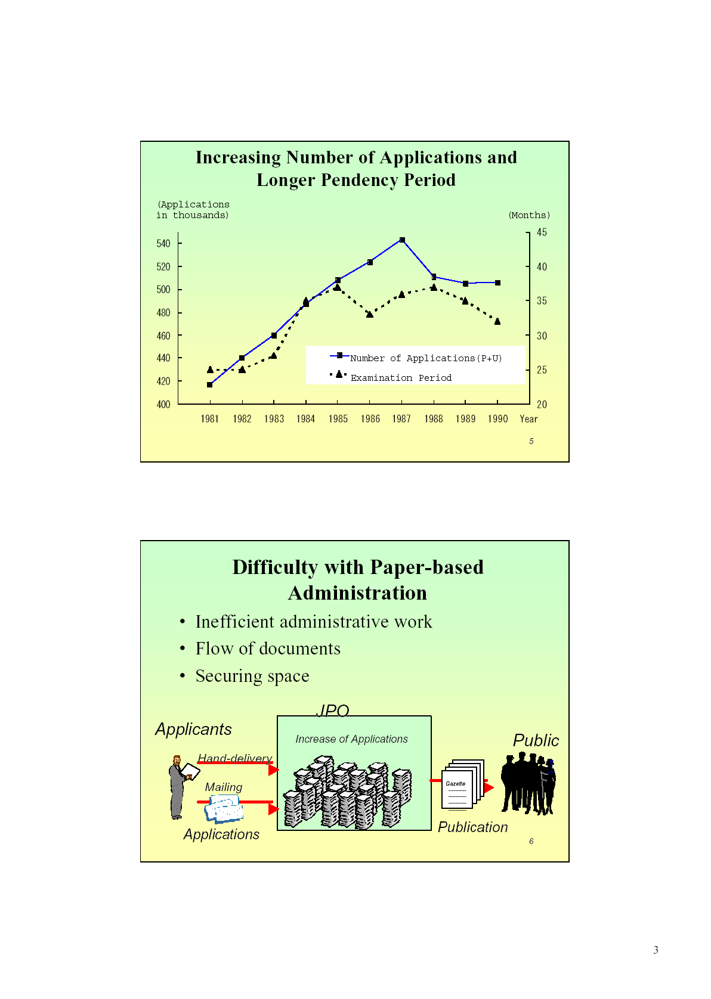 Increasing Number of Applications and
Longer Pendency Period
(Applications
in thousands)
(Months)
540
520
500
480
460
440
420
400
45
40
35
30
25
20
Number of Applications(P+U)
Examination Period
1981 1982 1983 1984 1985 1986 1987 1988 1989 1990 Year
5
Difficulty with Paper-based
Administration
• Inefficient administrative work
• Flow of documents
• Securing space
JPO
Applicants
Increase of Applications
Public
Hand-delivery
Mailing
Gazette
----------
----------
----------
----------
Applications
Publication
6
3